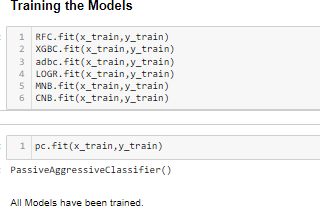 Training the Models
1 RFC.fit(x_train,y_train)
2 XGBC.fit(x_train,y_train)
3 adbc.fit(x_train,y_train)
4 LOGR.fit(x_train,y_train)
5 MNB.fit(x_train,y_train)
6 CNB.fit(x_train,y_train)
1 pc.fit(x_train,y_train)
PassiveAggressiveClassifier()
All Models have been trained.